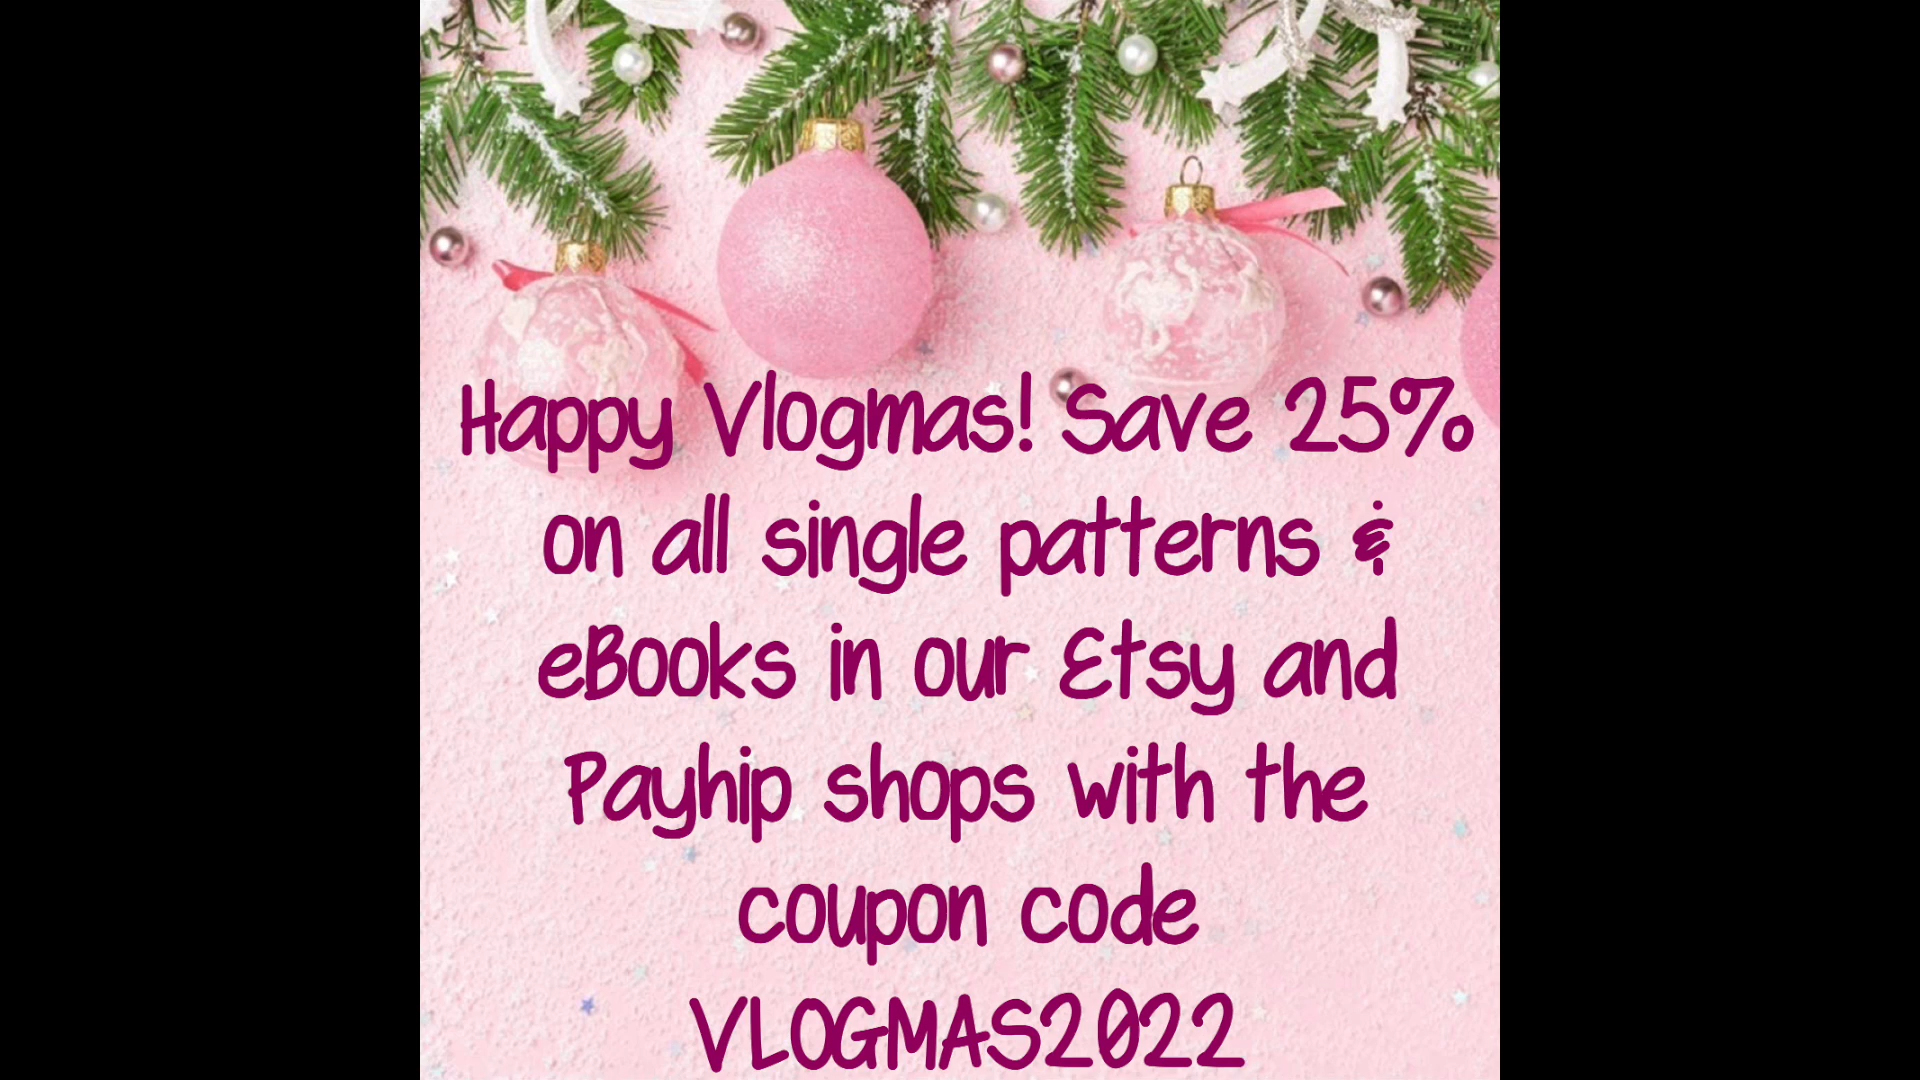 Happy Vlogmas! Save 25%
on all single patterns &
eBooks in our Etsy and
Payhip shops with the
coupon code
VLOGMAS2022